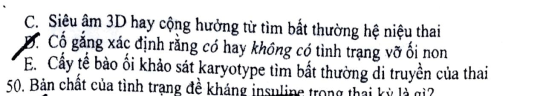 C. Siêu âm 3D hay cộng hưởng từ tìm bất thường hệ niệu thai
D. Cố gắng xác định rằng có hay không có tình trạng vỡ ối non
E. Cấy tế bào ối khảo sát karyotype tìm bất thường di truyền của thai
50. Bản chất của tình trạng đề kháng insuline trong thai kỳ là gì?